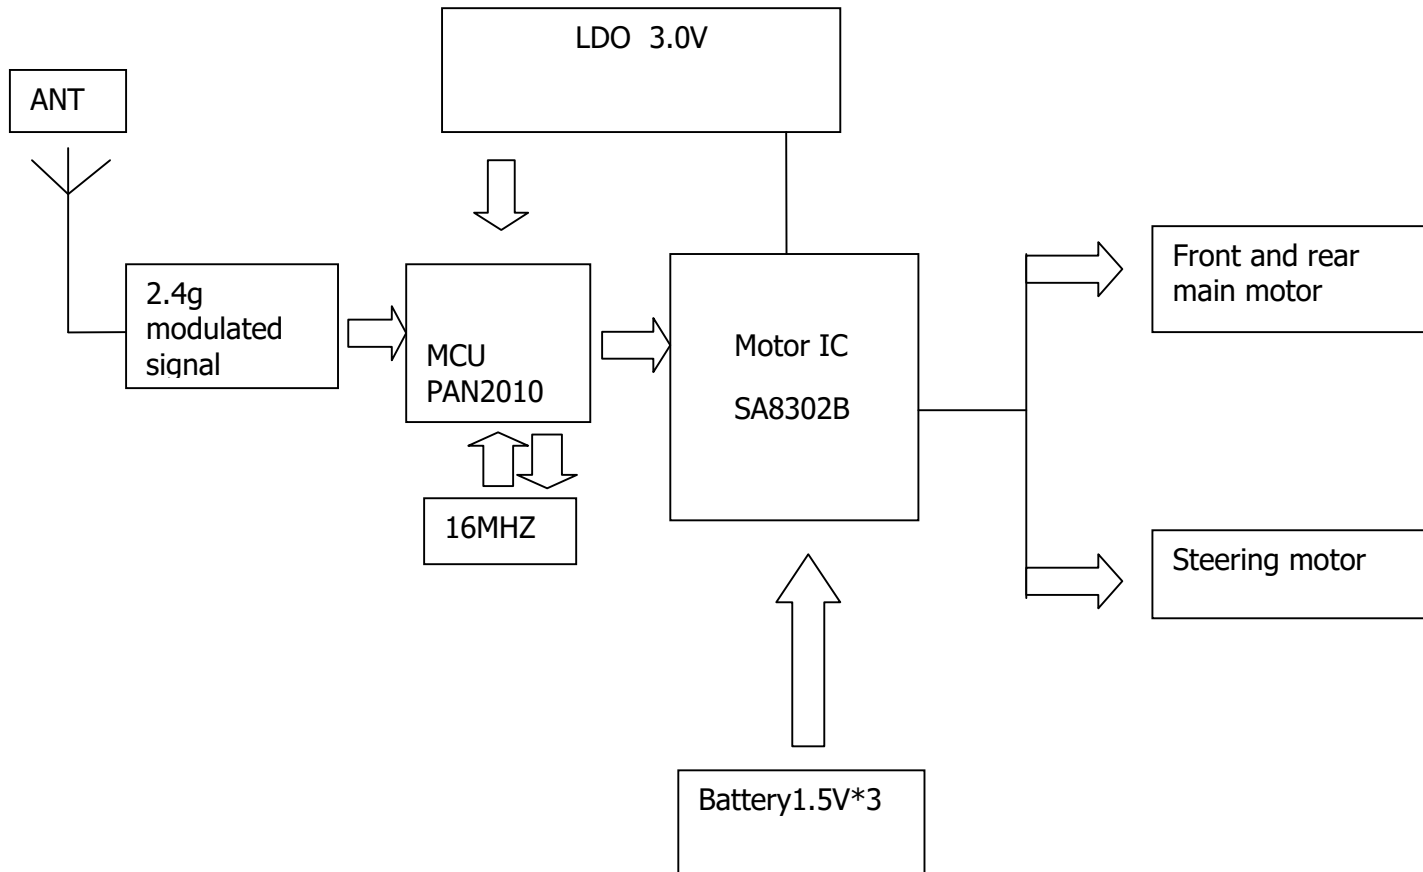 LDO 3.0V
ANT
2.4g
modulated
signal
MCU
PAN2010
Motor IC
SA8302B
Front and rear
main motor
16MHZ
Steering motor
Battery1.5V*3